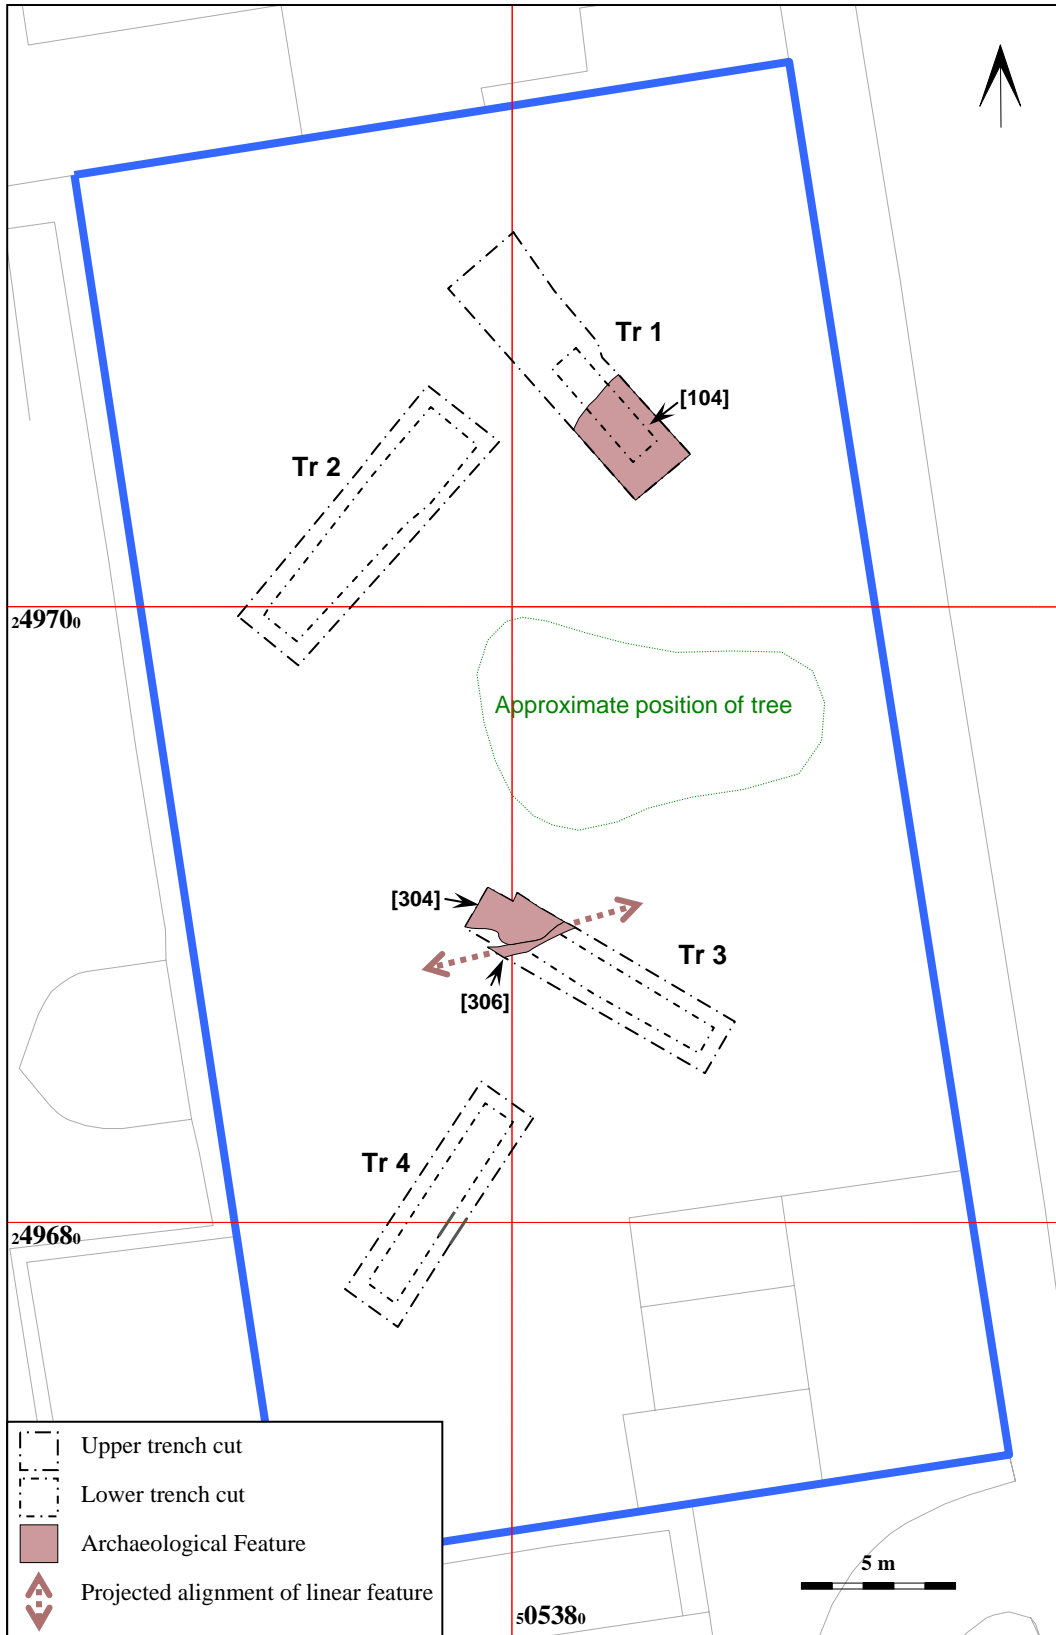 Tr 1
[104]
Tr 2
249700
Approximate position of tree
[304]
Tr 3
[306]
Tr 4
249680
Upper trench cut
Lower trench cut
Archaeological Feature
Projected alignment of linear feature
5 m
505380